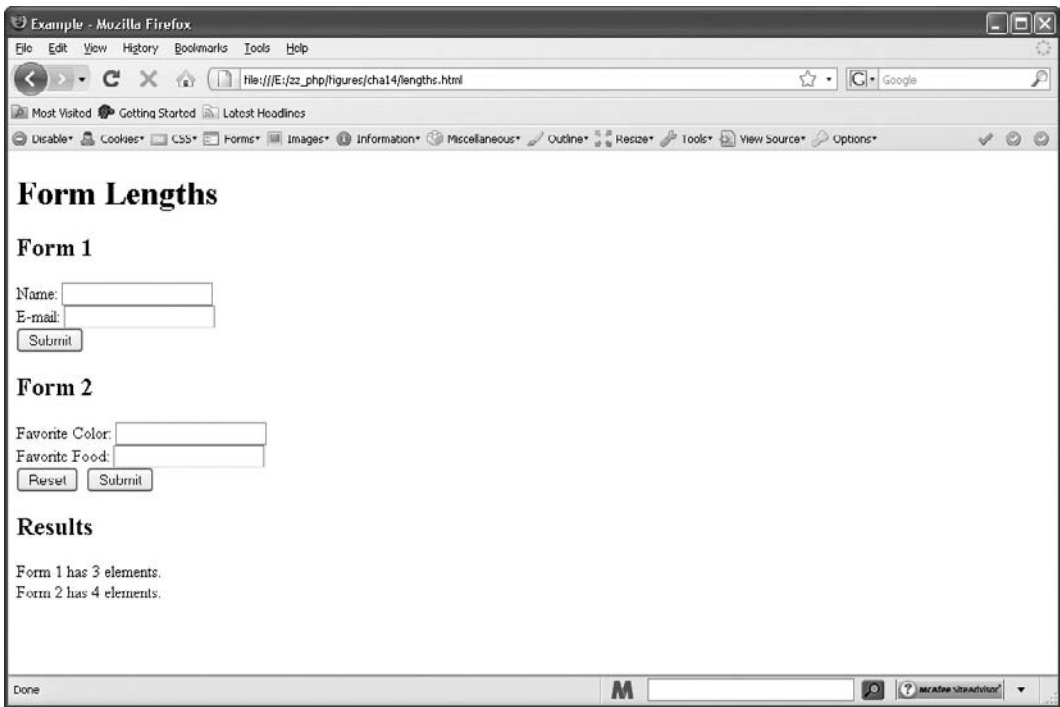 Example - Mozilla Firefox
File Edit View History Bookmarks Tools Help
file:///E:/zz_php/figures/cha14/lengths.html
G Google
Most Visited Getting Started Latest Headlines
Disable Cookies CSS Forms Images Information Miscellaneous Outline Resize Tools View Source Options
Form Lengths
Form 1
Name:
E-mail:
Submit
Form 2
Favorite Color:
Favorite Food:
Reset Submit
Results
Form 1 has 3 elements.
Form 2 has 4 elements.
Done
M ? McAfee SiteAdvisor